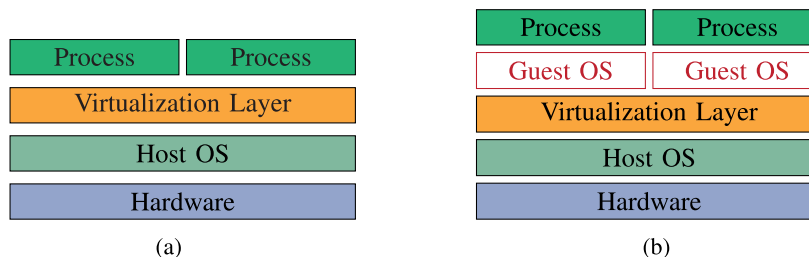 Process Process
Virtualization Layer
Host OS
Hardware
(a)
Process Process
Guest OS Guest OS
Virtualization Layer
Host OS
Hardware
(b)